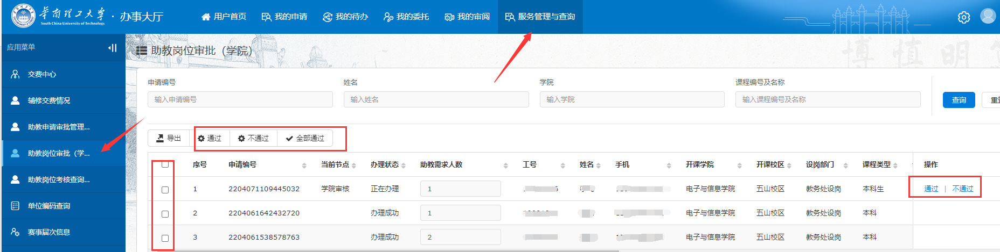 华南理工大学 · 办事大厅
South China University of Technology
用户首页 我的申请 我的待办 我的委托 我的审阅 服务管理与查询
应用菜单
交费中心
辅修交费情况
助教申请审批管理...
助教岗位审批（学...
助教岗位考核查询...
单位编码查询
赛事届次信息
助教岗位审批（学院）
博慎明
申请编号 姓名 学院 课程编号及名称
输入申请编号 输入姓名 输入学院 输入课程编号及名称 查询
导出 通过 不通过 全部通过
序号 申请编号 当前节点 办理状态 助教需求人数 工号 姓名 手机 开课学院 开课校区 设岗部门 课程类型 操作
1 2204071109445032 学院审核 正在办理 1 电子与信息学院 五山校区 教务处设岗 本科生 通过 | 不通过
2 2204061642432720 办理成功 1 电子与信息学院 五山校区 教务处设岗 本科
3 2204061538578763 办理成功 2 电子与信息学院 五山校区 教务处设岗 本科